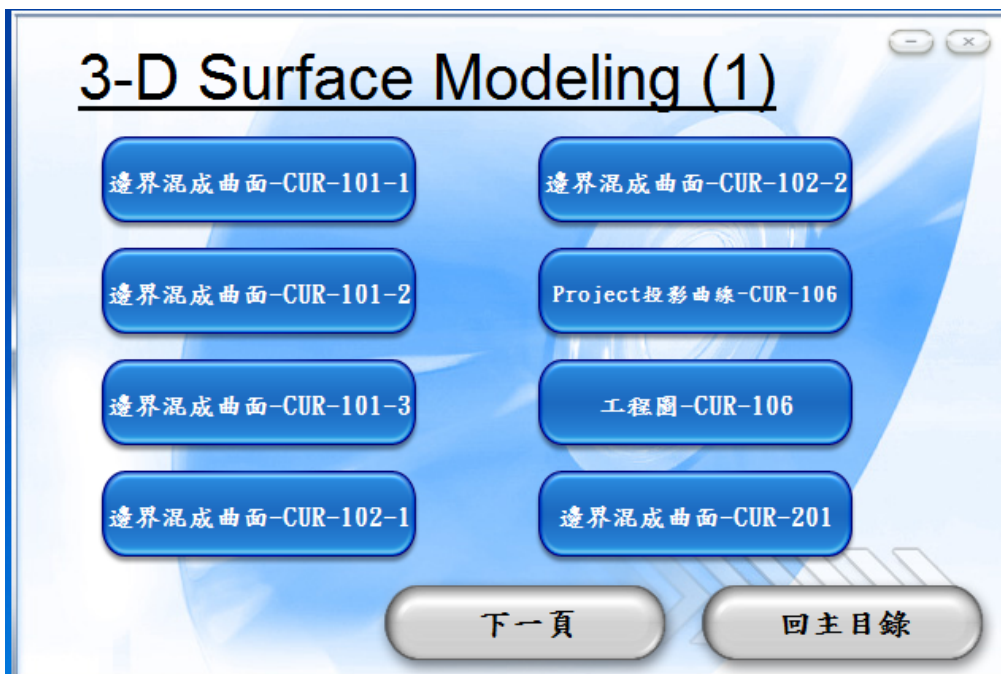 3-D Surface Modeling (1)
邊界混成曲面-CUR-101-1
邊界混成曲面-CUR-102-2
邊界混成曲面-CUR-101-2
Project投影曲線-CUR-106
邊界混成曲面-CUR-101-3
工程圖-CUR-106
邊界混成曲面-CUR-102-1
邊界混成曲面-CUR-201
下一頁
回主目錄